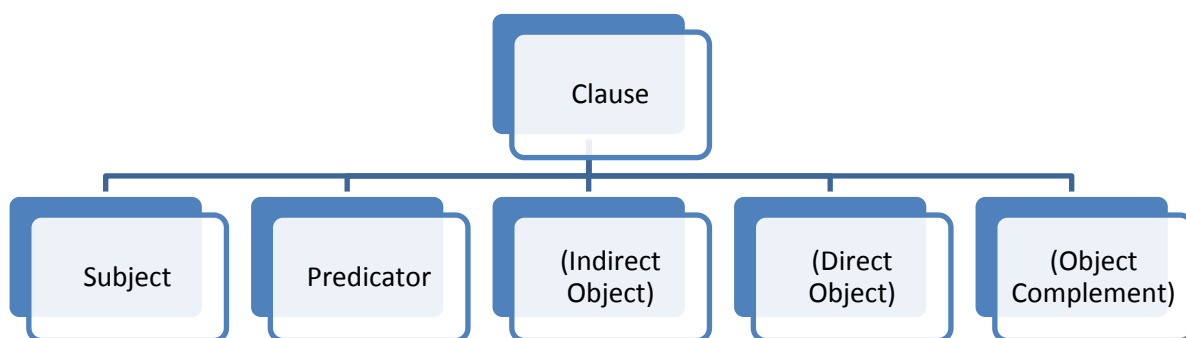 Clause
Subject
Predicator
(Indirect
Object)
(Direct
Object)
(Object
Complement)